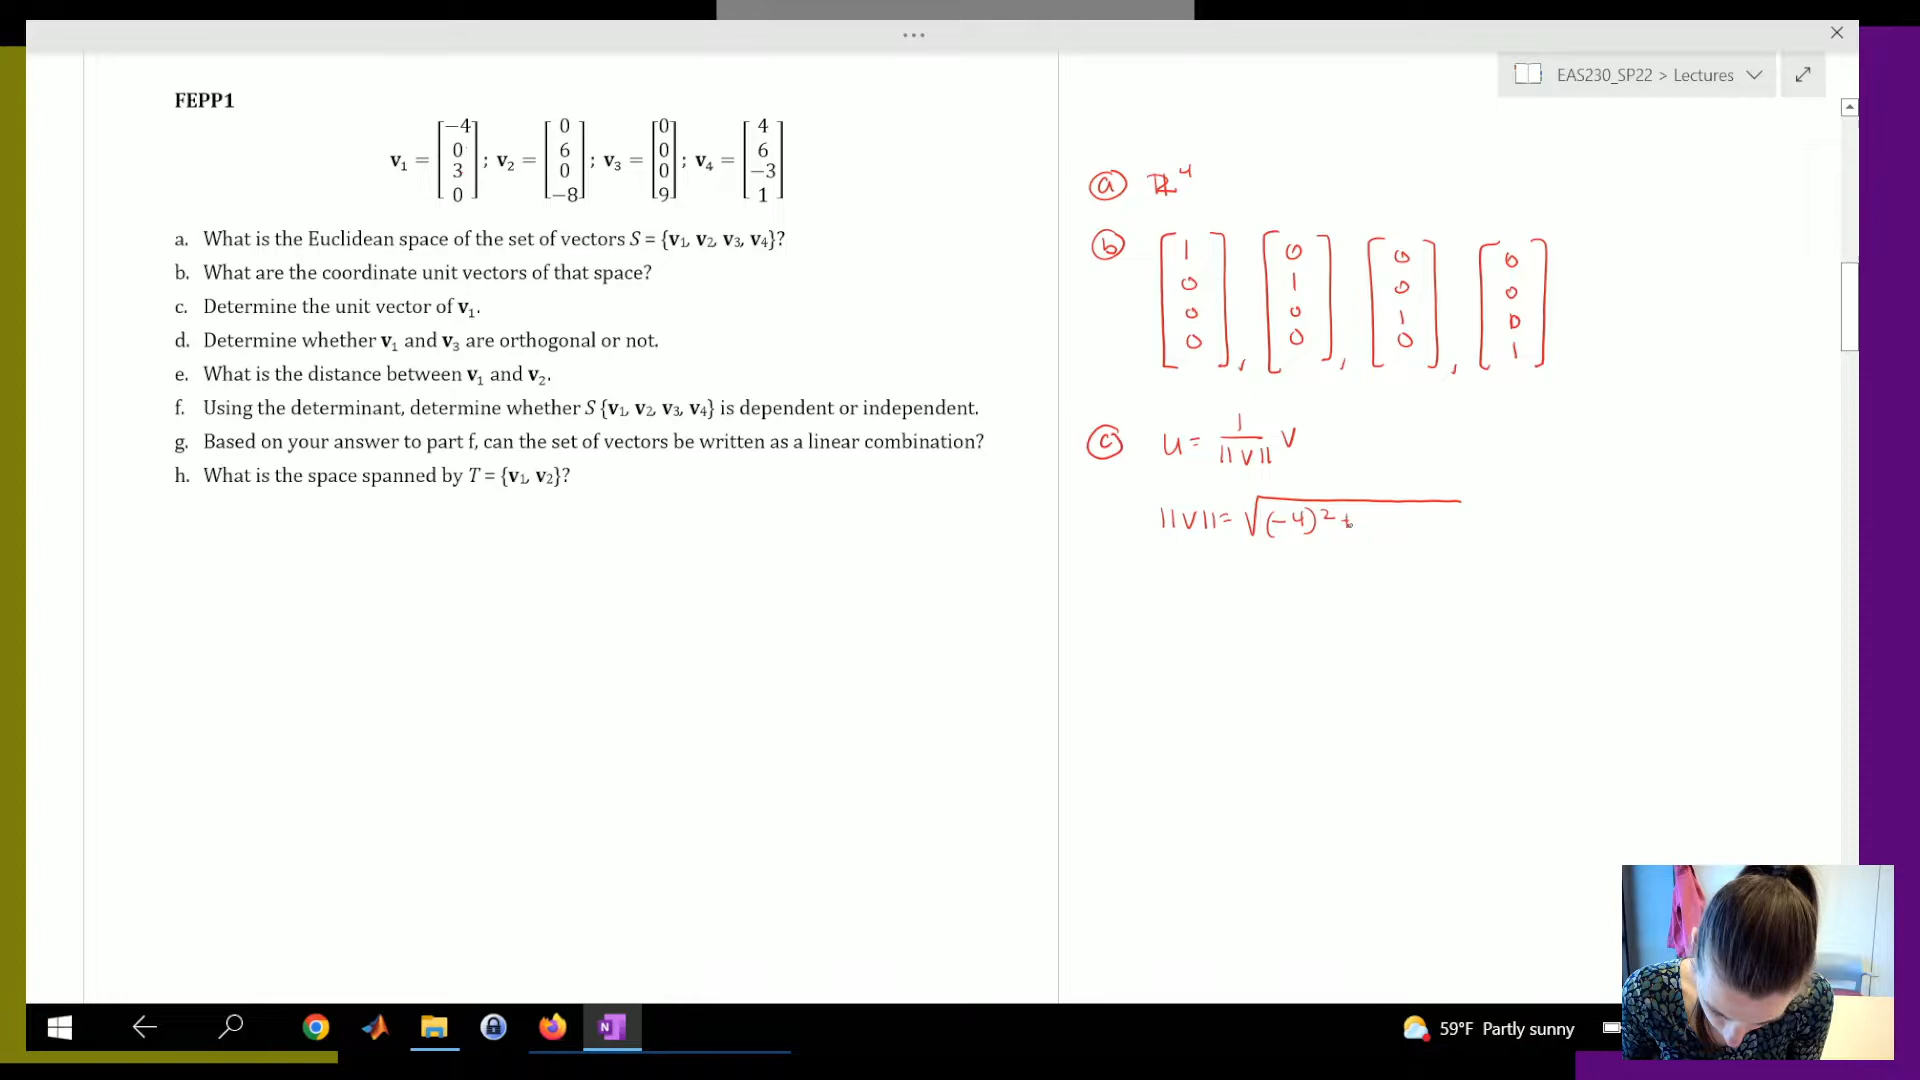 ...
EAS230_SP22 > Lectures
FEPP1
v₁ = [−4 0 3 0] ; v₂ = [0 6 0 −8] ; v₃ = [0 0 0 9] ; v₄ = [4 6 −3 1]
a. What is the Euclidean space of the set of vectors S = {v₁, v₂, v₃, v₄}?
b. What are the coordinate unit vectors of that space?
c. Determine the unit vector of v₁.
d. Determine whether v₁ and v₃ are orthogonal or not.
e. What is the distance between v₁ and v₂.
f. Using the determinant, determine whether S {v₁, v₂, v₃, v₄} is dependent or independent.
g. Based on your answer to part f, can the set of vectors be written as a linear combination?
h. What is the space spanned by T = {v₁, v₂}?
ⓐ ℝ⁴
ⓑ [1 0 0 0], [0 1 0 0], [0 0 1 0], [0 0 0 1]
ⓒ u = 1/||v|| v
||v|| = √(-4)² +
59°F Partly sunny